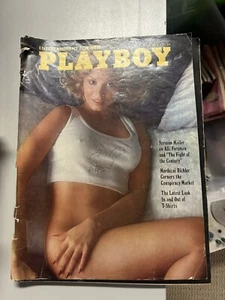 ENTERTAINMENT FOR MEN
PLAYBOY
Norman Mailer
on Ali, Foreman
and "The Fight of
the Century"
Mordecai Richler
Corners the
Conspiracy Market
The Latest Look
In and Out of
T-Shirts